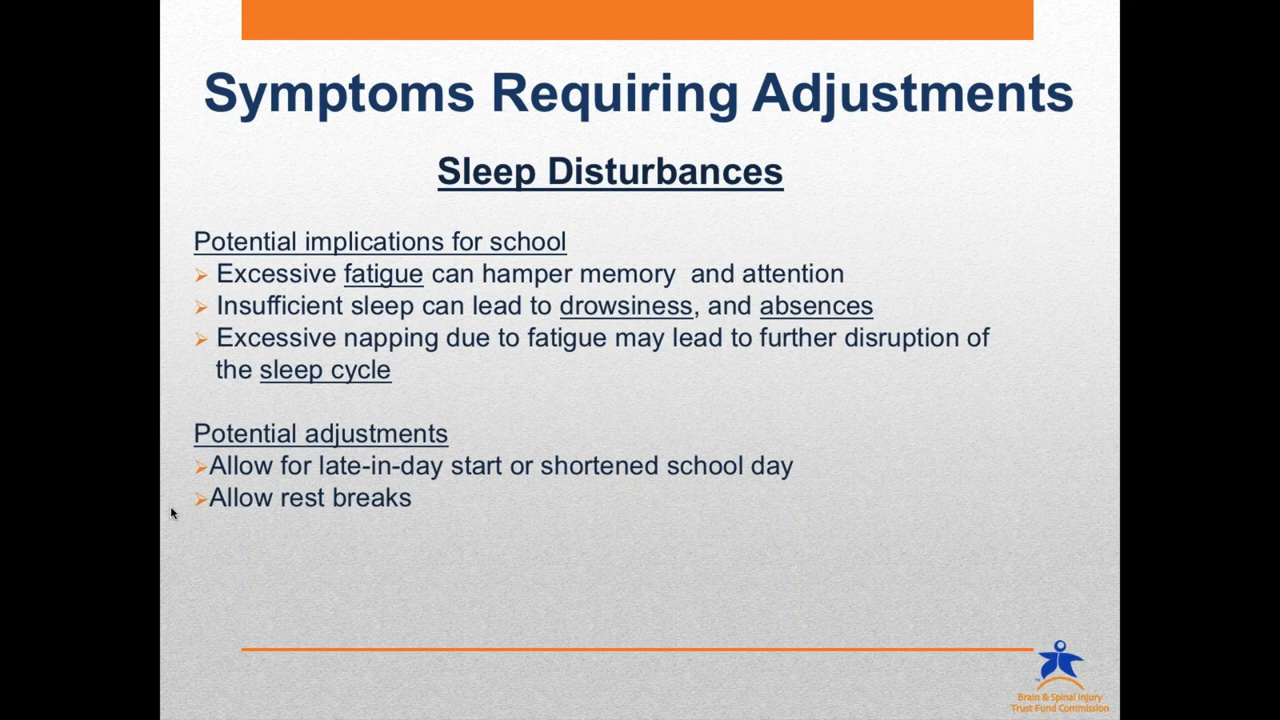 Symptoms Requiring Adjustments
Sleep Disturbances
Potential implications for school
➢ Excessive fatigue can hamper memory  and attention
➢ Insufficient sleep can lead to drowsiness, and absences
➢ Excessive napping due to fatigue may lead to further disruption of
the sleep cycle
Potential adjustments
➢Allow for late-in-day start or shortened school day
➢Allow rest breaks
Brain & Spinal Injury
Trust Fund Commission